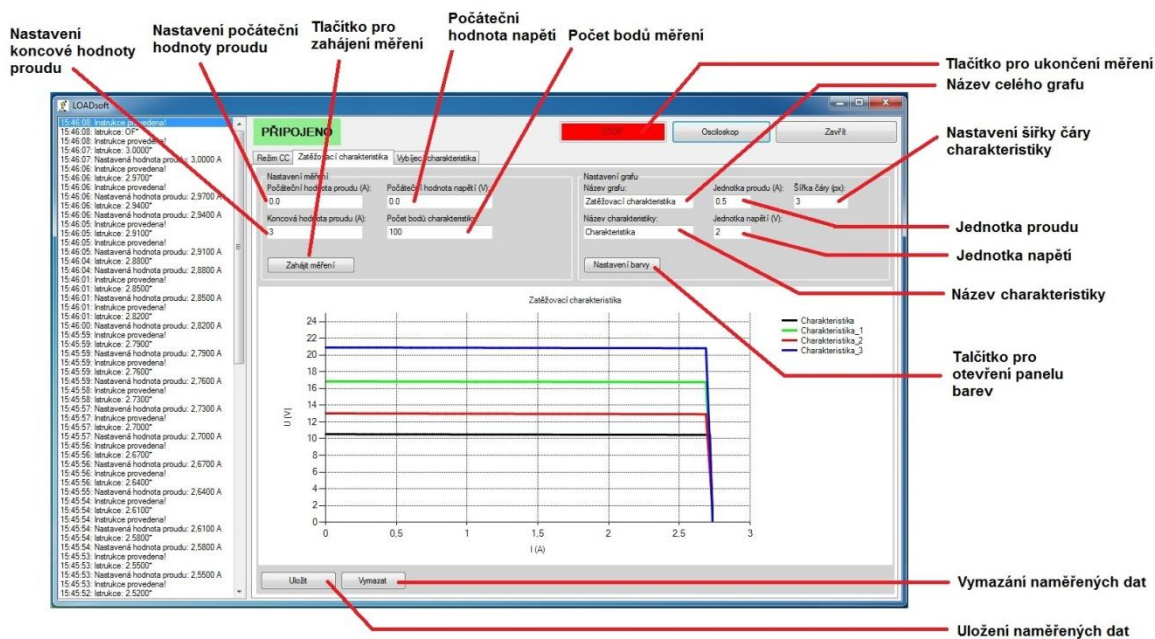 Nastavení
koncové hodnoty
proudu
Nastavení počáteční
hodnoty proudu
Tlačítko pro
zahájení měření
Počáteční
hodnota napětí
Počet bodů měření
Tlačítko pro ukončení měření
Název celého grafu
Nastavení šířky čáry
charakteristiky
Jednotka proudu
Jednotka napětí
Název charakteristiky
Talčítko pro
otevření panelu
barev
Vymazání naměřených dat
Uložení naměřených dat
LOADsoft
15:46:08: Instrukce provedena!
15:46:08: Istrukce: OF*
15:46:08: Instrukce provedena!
15:46:07: Istrukce: 3.0000*
15:46:07: Nastavená hodnota proudu: 3,0000 A
15:46:06: Instrukce provedena!
15:46:06: Istrukce: 2.9700*
15:46:06: Nastavená hodnota proudu: 2,9700 A
15:46:06: Istrukce: 2.9400*
15:46:06: Nastavená hodnota proudu: 2,9400 A
15:46:05: Instrukce provedena!
15:46:05: Istrukce: 2.9100*
15:46:05: Instrukce provedena!
15:46:05: Nastavená hodnota proudu: 2,9100 A
15:46:04: Istrukce: 2.8800*
15:46:04: Nastavená hodnota proudu: 2,8800 A
15:46:01: Instrukce provedena!
15:46:01: Istrukce: 2.8500*
15:46:01: Nastavená hodnota proudu: 2,8500 A
15:46:01: Instrukce provedena!
15:46:01: Istrukce: 2.8200*
15:46:00: Nastavená hodnota proudu: 2,8200 A
15:45:59: Instrukce provedena!
15:45:59: Istrukce: 2.7900*
15:45:59: Nastavená hodnota proudu: 2,7900 A
15:45:59: Instrukce provedena!
15:45:59: Istrukce: 2.7600*
15:45:59: Nastavená hodnota proudu: 2,7600 A
15:45:58: Instrukce provedena!
15:45:58: Istrukce: 2.7300*
15:45:57: Nastavená hodnota proudu: 2,7300 A
15:45:57: Instrukce provedena!
15:45:57: Istrukce: 2.7000*
15:45:57: Nastavená hodnota proudu: 2,7000 A
15:45:56: Instrukce provedena!
15:45:56: Istrukce: 2.6700*
15:45:56: Nastavená hodnota proudu: 2,6700 A
15:45:56: Instrukce provedena!
15:45:56: Istrukce: 2.6400*
15:45:55: Nastavená hodnota proudu: 2,6400 A
15:45:54: Instrukce provedena!
15:45:54: Istrukce: 2.6100*
15:45:54: Instrukce provedena!
15:45:54: Nastavená hodnota proudu: 2,6100 A
15:45:54: Istrukce: 2.5800*
15:45:54: Nastavená hodnota proudu: 2,5800 A
15:45:53: Instrukce provedena!
15:45:53: Istrukce: 2.5500*
15:45:53: Nastavená hodnota proudu: 2,5500 A
15:45:53: Instrukce provedena!
15:45:52: Istrukce: 2.5200*
PŘIPOJENO
STOP
Osciloskop
Zavřít
Režim CC
Zatěžovací charakteristika
Vybíjecí charakteristika
Nastavení měření
Počáteční hodnota proudu (A):
Počáteční hodnota napětí (V):
0.0
0.0
Koncová hodnota proudu (A):
Počet bodů charakteristiky:
3
100
Zahájit měření
Nastavení grafu
Název grafu:
Jednotka proudu (A):
Šířka čáry (px):
Zatěžovací charakteristika
0.5
3
Název charakteristiky:
Jednotka napětí (V):
Charakteristika
2
Nastavení barvy
Zatěžovací charakteristika
Charakteristika
Charakteristika_1
Charakteristika_2
Charakteristika_3
U (V)
24
22
20
18
16
14
12
10
8
6
4
2
0
0
0,5
1
1,5
2
2,5
3
I (A)
Uložit
Vymazat